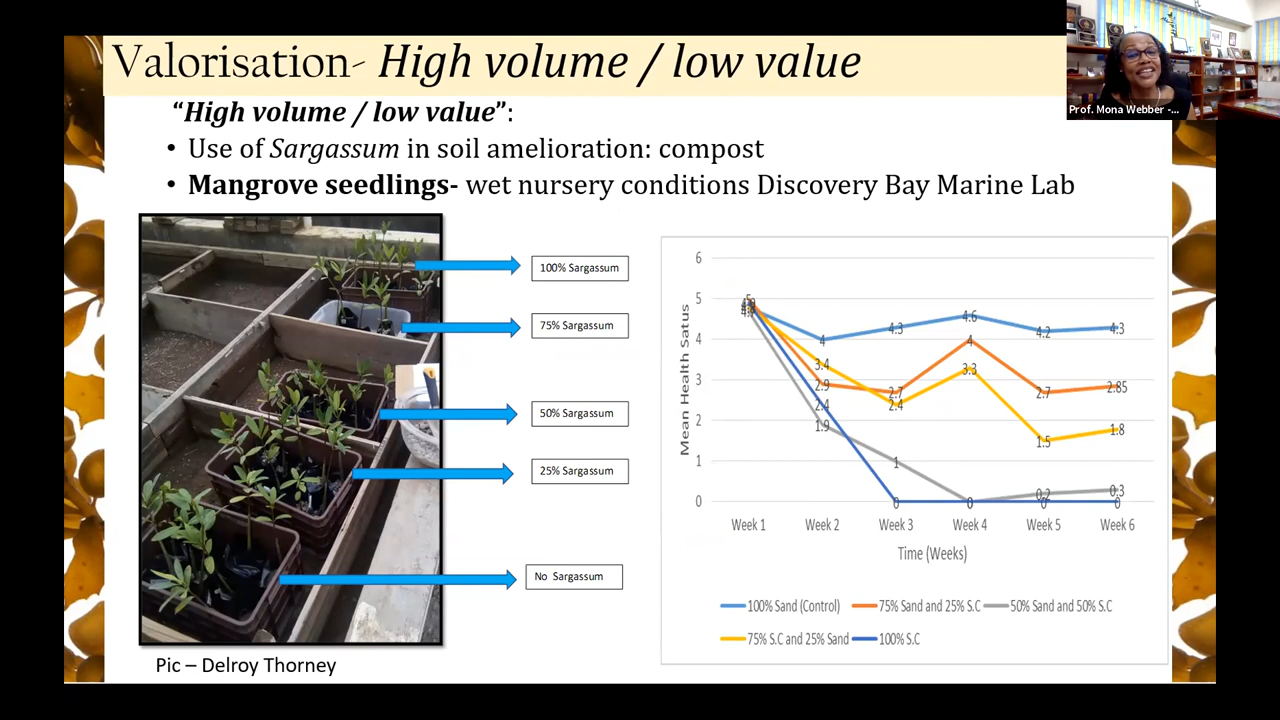 Valorisation- High volume / low value
Prof. Mona Webber -...
“High volume / low value”:
• Use of Sargassum in soil amelioration: compost
• Mangrove seedlings- wet nursery conditions Discovery Bay Marine Lab
100% Sargassum
75% Sargassum
50% Sargassum
25% Sargassum
No Sargassum
Pic – Delroy Thorney
Mean Health Satus
6
5
4
3
2
1
0
5
4
4.3
4.6
4.2
4.3
3.4
2.9
2.4
1.9
2.7
2.4
1
0
4
3.3
0
2.7
1.5
0.2
0
2.85
1.8
0.3
0
Week 1
Week 2
Week 3
Week 4
Week 5
Week 6
Time (Weeks)
100% Sand (Control)
75% Sand and 25% S.C
50% Sand and 50% S.C
75% S.C and 25% Sand
100% S.C